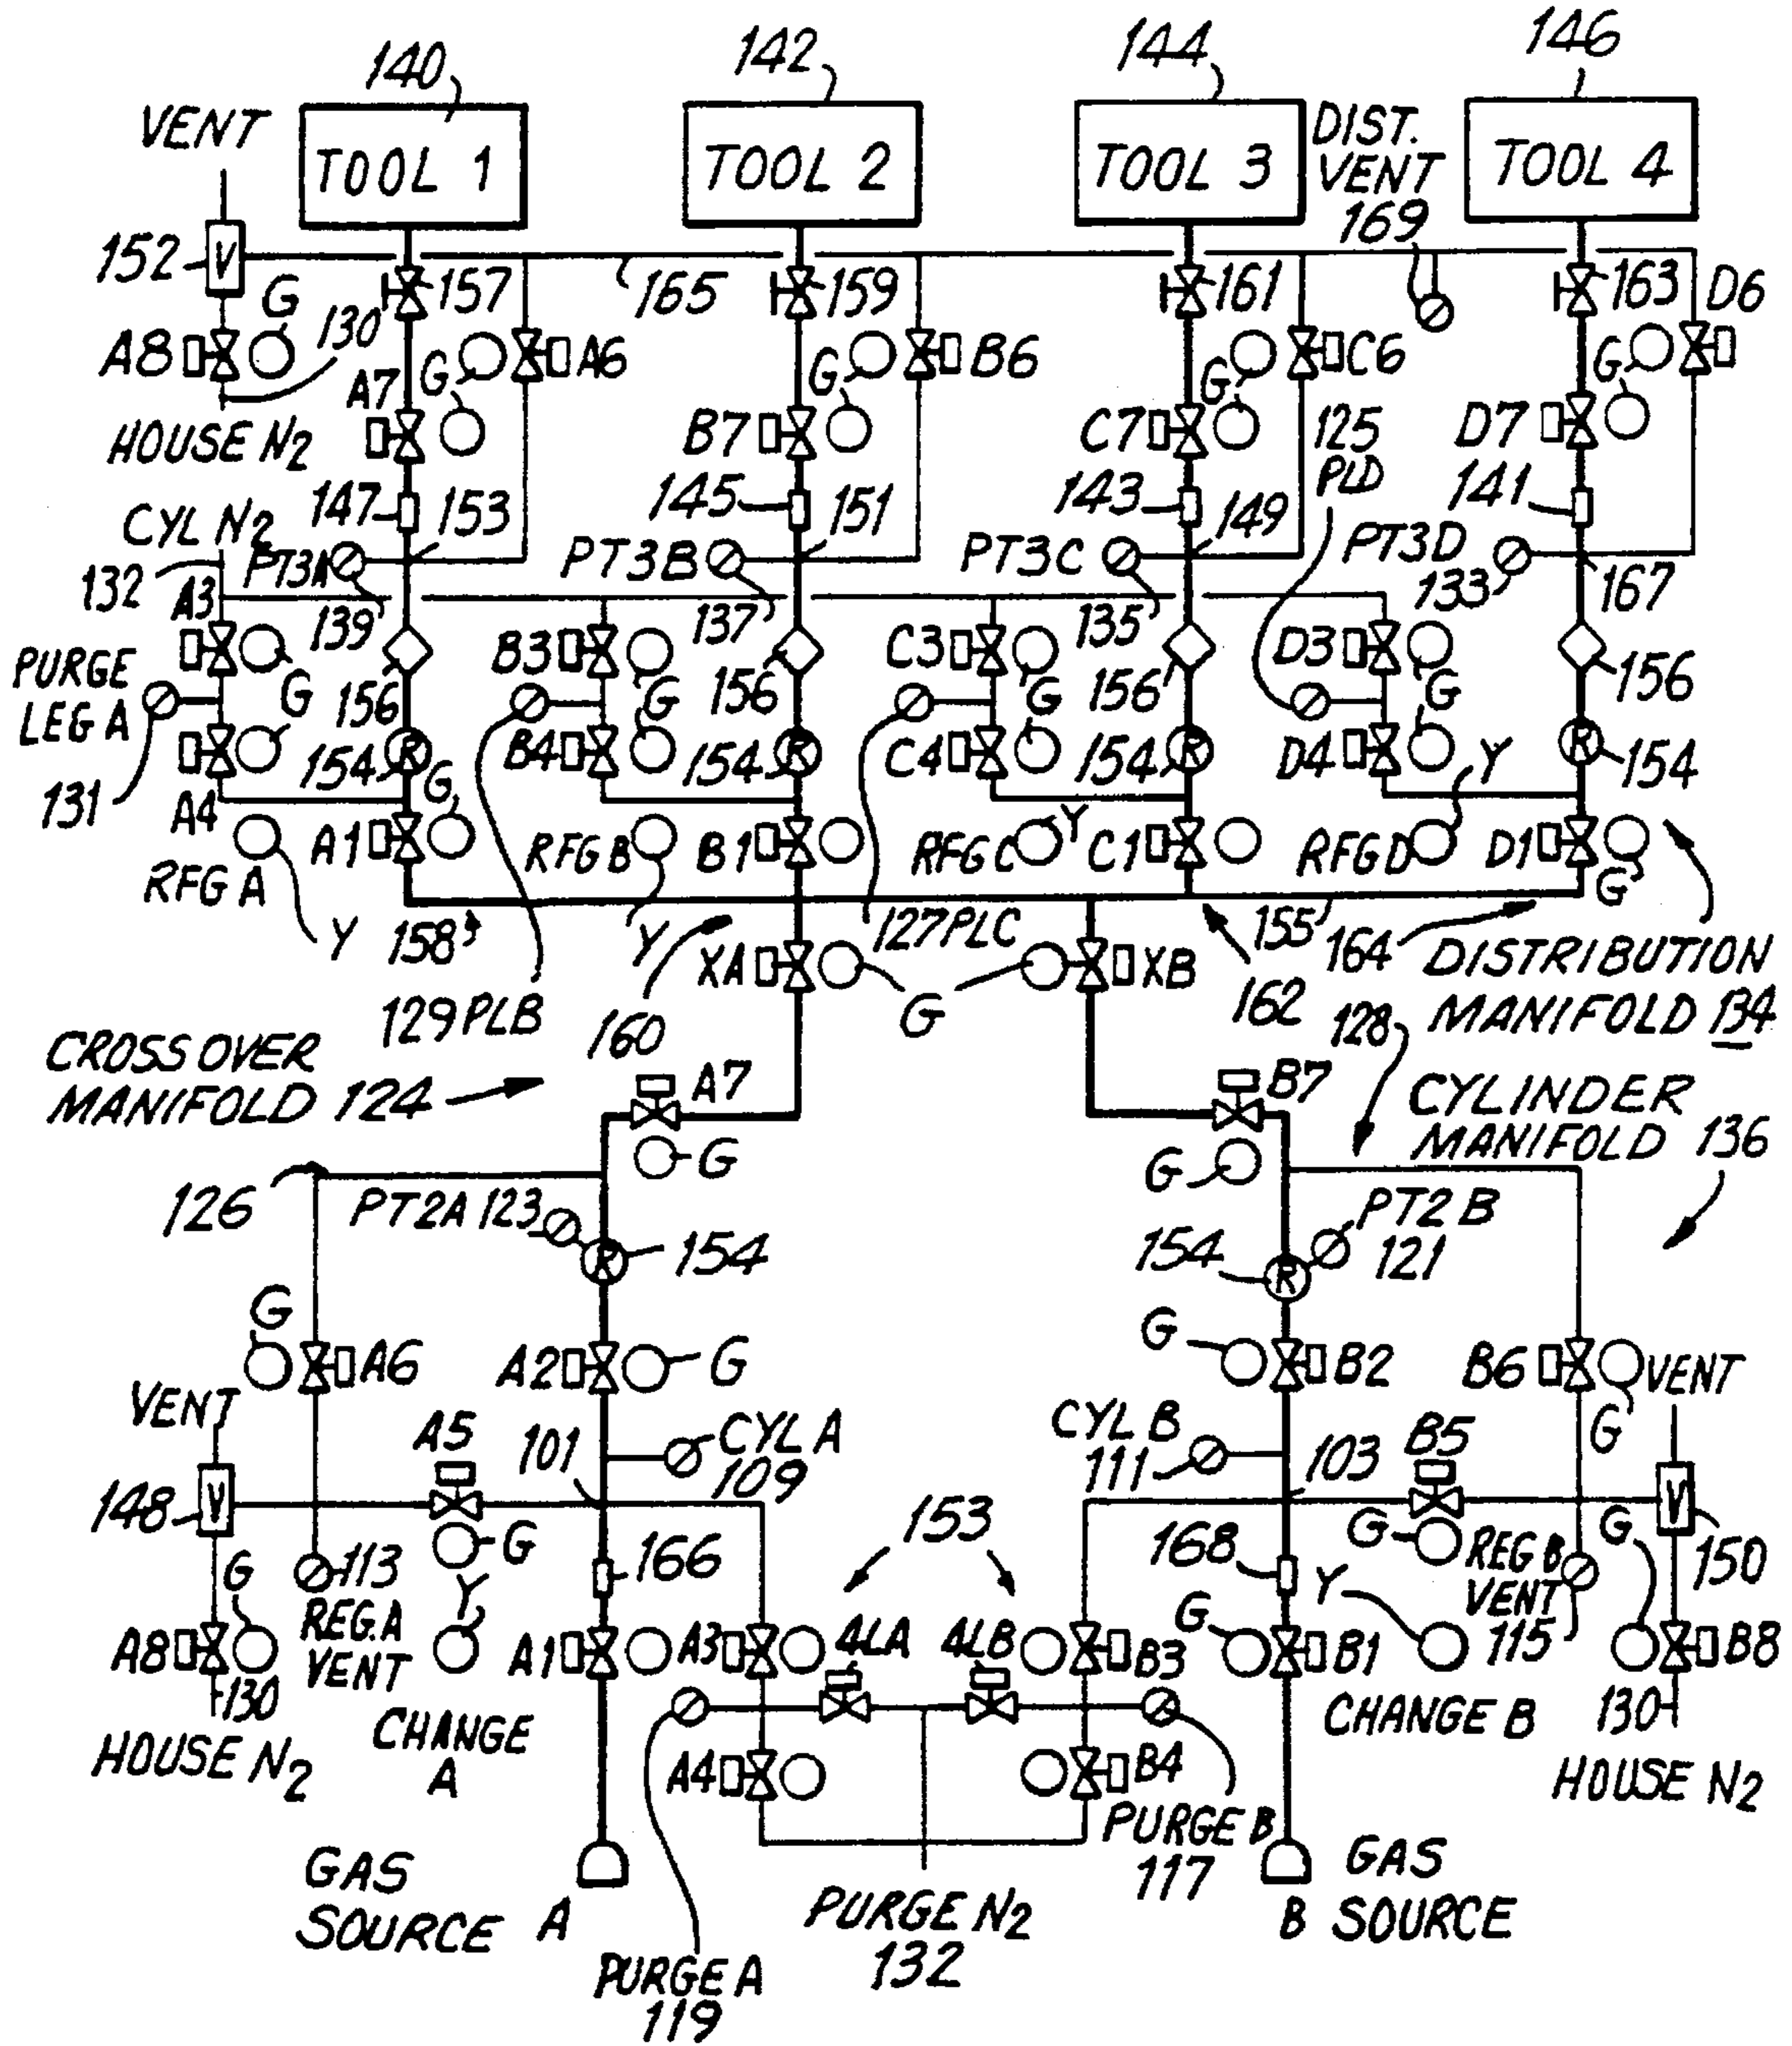 140 142 144 146
VENT
TOOL 1 TOOL 2 TOOL 3 TOOL 4
DIST.
VENT
169
152 V
G 157 165 159 161 163 D6
130
A8 G A6 G B6 G C6 G
A7 B7 C7 125 D7
HOUSE N2 PLD
147 153 145 151 143 149 141
CYL N2
PT3A PT3B PT3C PT3D
132 133 167
A3 139 B3 137 C3 135 D3
PURGE
LEG A
G 156 G 156 G 156 G 156
154 R B4 154 R C4 154 R D4 Y R 154
131 G
A4
RFG A A1 RFG B B1 RFG C Y C1 RFG D D1
G
Y 158 Y 127 PLC 155 164 DISTRIBUTION
MANIFOLD 134
XA XB
129 PLB 160 G 162 128
CROSSOVER
MANIFOLD 124
A7 B7
CYLINDER
MANIFOLD 136
G G
126 PT2A 123 PT2B
121
R 154 154 R
G G
A6 A2 G B2 B6 VENT
VENT G
A5 CYL A CYL B B5
101 109 111 103
148 V V
G 153 G G 150
113 166 168 REG B
VENT
G Y Y G 115
REG.A
VENT
A8 A1 A3 4LA 4LB B3 B1 B8
130 130
HOUSE N2 CHANGE
A
CHANGE B HOUSE N2
A4 B4
PURGE B
117
GAS
SOURCE A
GAS
B SOURCE
PURGE N2
132
PURGE A
119